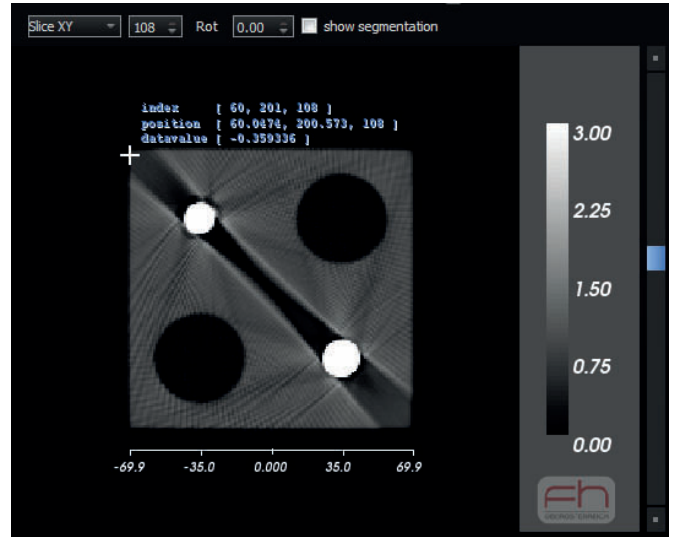 Slice XY 108 Rot 0.00 show segmentation
index [ 60, 201, 108 ]
position [ 60.0474, 200.573, 108 ]
datavalue [ -0.359336 ]
3.00
2.25
1.50
0.75
0.00
-69.9 -35.0 0.000 35.0 69.9
fh